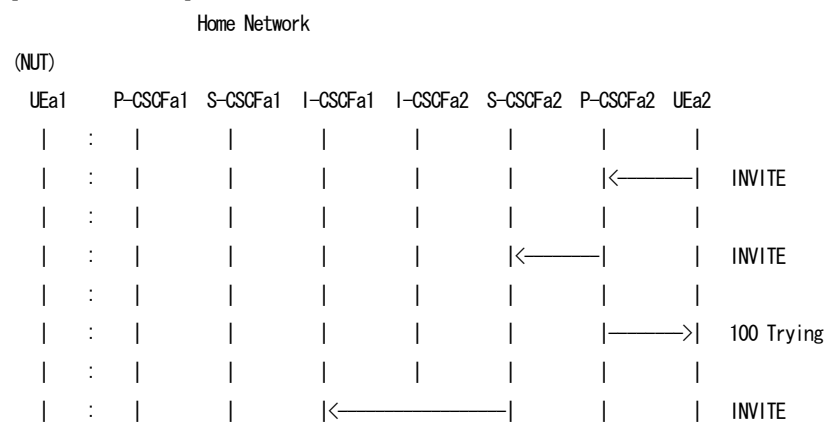 Home Network
(NUT)
UEa1 P-CSCFa1 S-CSCFa1 I-CSCFa1 I-CSCFa2 S-CSCFa2 P-CSCFa2 UEa2
| : | | | | | | |
| : | | | | | |<————| INVITE
| : | | | | | | |
| : | | | | |<————| | INVITE
| : | | | | | | |
| : | | | | | |————>| 100 Trying
| : | | | | | | |
| : | | |<————————| | | INVITE